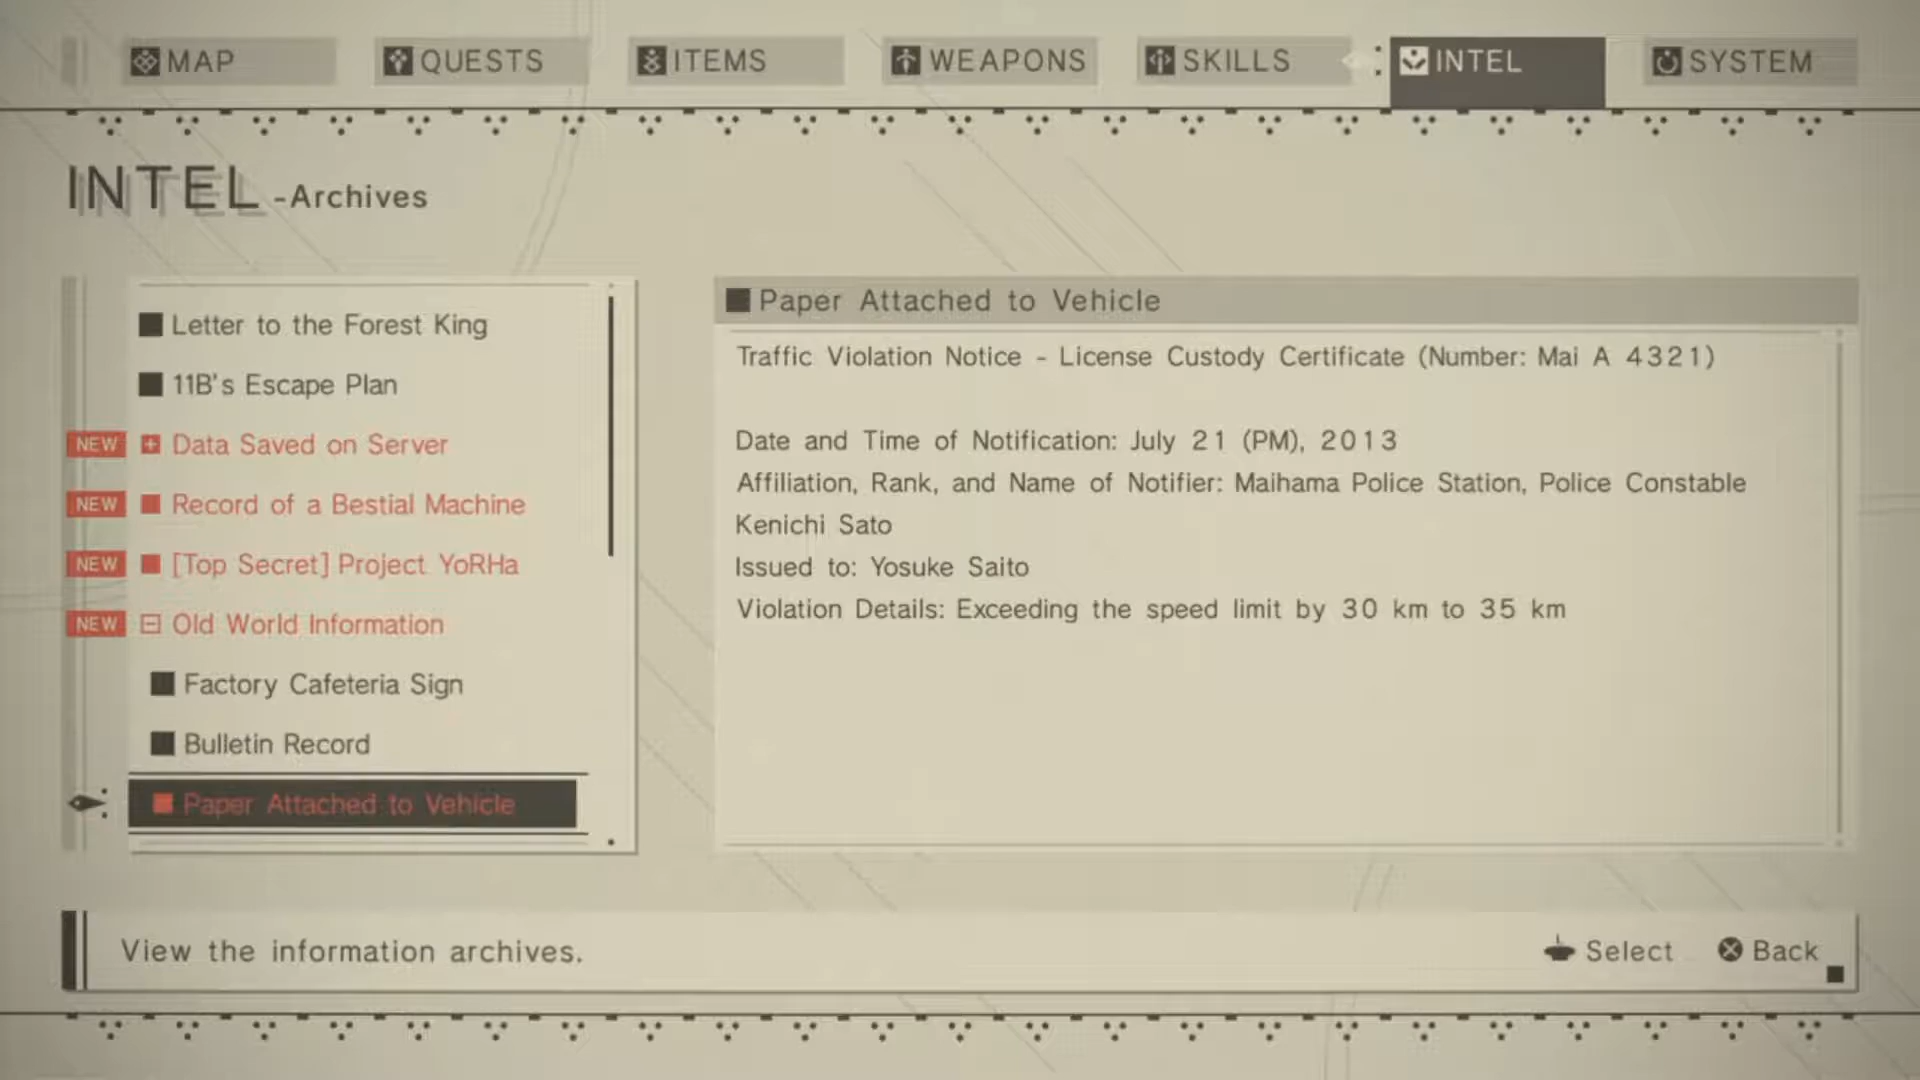 MAP
QUESTS
ITEMS
WEAPONS
SKILLS
INTEL
SYSTEM
INTEL -Archives
Letter to the Forest King
11B's Escape Plan
NEW Data Saved on Server
NEW Record of a Bestial Machine
NEW [Top Secret] Project YoRHa
NEW Old World Information
Factory Cafeteria Sign
Bulletin Record
Paper Attached to Vehicle
Paper Attached to Vehicle
Traffic Violation Notice - License Custody Certificate (Number: Mai A 4321)
Date and Time of Notification: July 21 (PM), 2013
Affiliation, Rank, and Name of Notifier: Maihama Police Station, Police Constable
Kenichi Sato
Issued to: Yosuke Saito
Violation Details: Exceeding the speed limit by 30 km to 35 km
View the information archives.
Select
Back